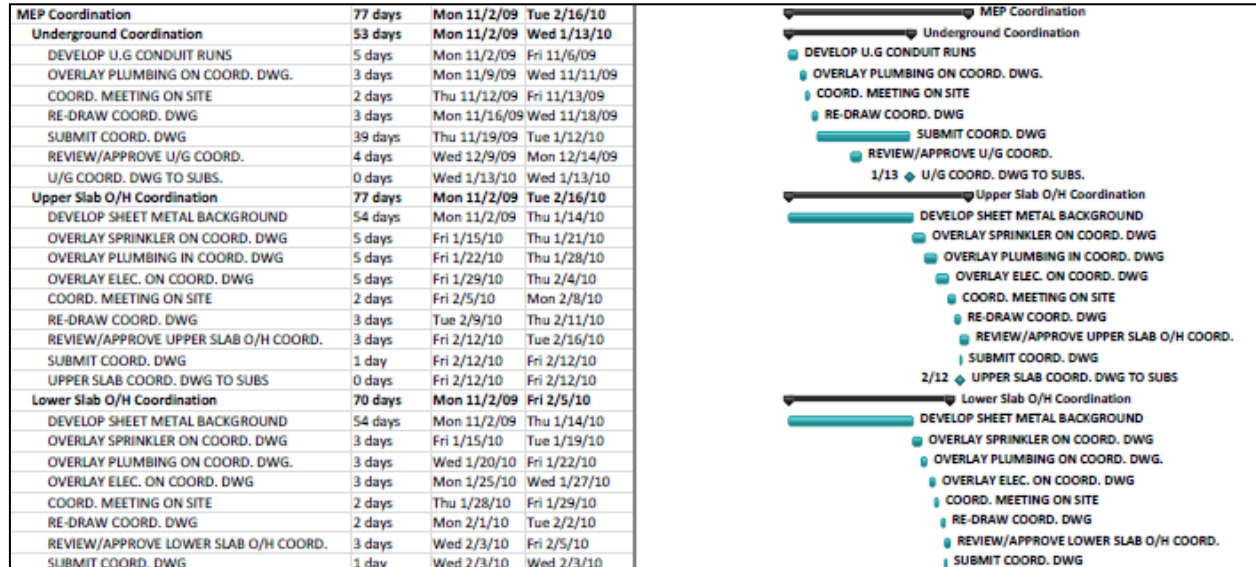 MEP Coordination 77 days Mon 11/2/09 Tue 2/16/10 MEP Coordination
Underground Coordination 53 days Mon 11/2/09 Wed 1/13/10 Underground Coordination
DEVELOP U.G CONDUIT RUNS 5 days Mon 11/2/09 Fri 11/6/09 DEVELOP U.G CONDUIT RUNS
OVERLAY PLUMBING ON COORD. DWG. 3 days Mon 11/9/09 Wed 11/11/09 OVERLAY PLUMBING ON COORD. DWG.
COORD. MEETING ON SITE 2 days Thu 11/12/09 Fri 11/13/09 COORD. MEETING ON SITE
RE-DRAW COORD. DWG 3 days Mon 11/16/09 Wed 11/18/09 RE-DRAW COORD. DWG
SUBMIT COORD. DWG 39 days Thu 11/19/09 Tue 1/12/10 SUBMIT COORD. DWG
REVIEW/APPROVE U/G COORD. 4 days Wed 12/9/09 Mon 12/14/09 REVIEW/APPROVE U/G COORD.
U/G COORD. DWG TO SUBS. 0 days Wed 1/13/10 Wed 1/13/10 1/13 U/G COORD. DWG TO SUBS.
Upper Slab O/H Coordination 77 days Mon 11/2/09 Tue 2/16/10 Upper Slab O/H Coordination
DEVELOP SHEET METAL BACKGROUND 54 days Mon 11/2/09 Thu 1/14/10 DEVELOP SHEET METAL BACKGROUND
OVERLAY SPRINKLER ON COORD. DWG 5 days Fri 1/15/10 Thu 1/21/10 OVERLAY SPRINKLER ON COORD. DWG
OVERLAY PLUMBING IN COORD. DWG 5 days Fri 1/22/10 Thu 1/28/10 OVERLAY PLUMBING IN COORD. DWG
OVERLAY ELEC. ON COORD. DWG 5 days Fri 1/29/10 Thu 2/4/10 OVERLAY ELEC. ON COORD. DWG
COORD. MEETING ON SITE 2 days Fri 2/5/10 Mon 2/8/10 COORD. MEETING ON SITE
RE-DRAW COORD. DWG 3 days Tue 2/9/10 Thu 2/11/10 RE-DRAW COORD. DWG
REVIEW/APPROVE UPPER SLAB O/H COORD. 3 days Fri 2/12/10 Tue 2/16/10 REVIEW/APPROVE UPPER SLAB O/H COORD.
SUBMIT COORD. DWG 1 day Fri 2/12/10 Fri 2/12/10 SUBMIT COORD. DWG
UPPER SLAB COORD. DWG TO SUBS 0 days Fri 2/12/10 Fri 2/12/10 2/12 UPPER SLAB COORD. DWG TO SUBS
Lower Slab O/H Coordination 70 days Mon 11/2/09 Fri 2/5/10 Lower Slab O/H Coordination
DEVELOP SHEET METAL BACKGROUND 54 days Mon 11/2/09 Thu 1/14/10 DEVELOP SHEET METAL BACKGROUND
OVERLAY SPRINKLER ON COORD. DWG 3 days Fri 1/15/10 Tue 1/19/10 OVERLAY SPRINKLER ON COORD. DWG
OVERLAY PLUMBING ON COORD. DWG. 3 days Wed 1/20/10 Fri 1/22/10 OVERLAY PLUMBING ON COORD. DWG.
OVERLAY ELEC. ON COORD. DWG 3 days Mon 1/25/10 Wed 1/27/10 OVERLAY ELEC. ON COORD. DWG
COORD. MEETING ON SITE 2 days Thu 1/28/10 Fri 1/29/10 COORD. MEETING ON SITE
RE-DRAW COORD. DWG 2 days Mon 2/1/10 Tue 2/2/10 RE-DRAW COORD. DWG
REVIEW/APPROVE LOWER SLAB O/H COORD. 3 days Wed 2/3/10 Fri 2/5/10 REVIEW/APPROVE LOWER SLAB O/H COORD.
SUBMIT COORD. DWG 1 day Wed 2/3/10 Wed 2/3/10 SUBMIT COORD. DWG